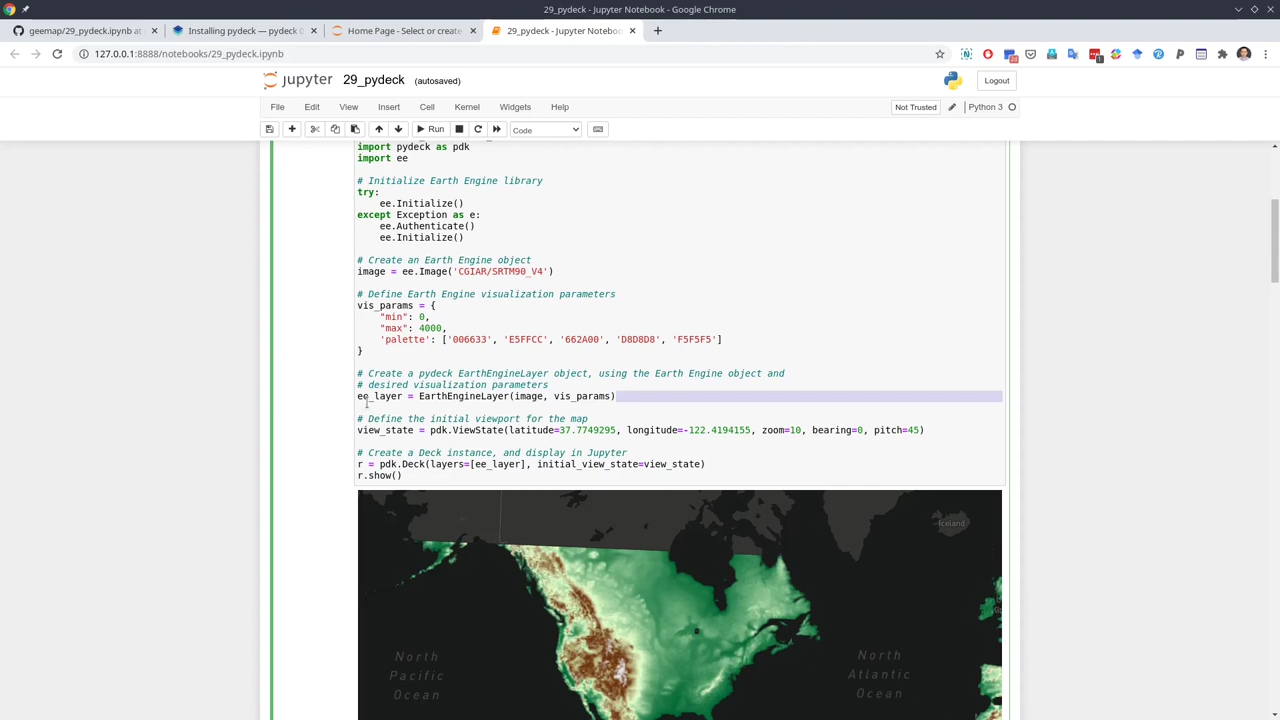 29_pydeck - Jupyter Notebook - Google Chrome
geemap/29_pydeck.ipynb at
Installing pydeck — pydeck
Home Page - Select or create
29_pydeck - Jupyter Noteboo
127.0.0.1:8888/notebooks/29_pydeck.ipynb
jupyter 29_pydeck (autosaved)
Logout
File Edit View Insert Cell Kernel Widgets Help
Not Trusted Python 3
Run Code
import pydeck as pdk
import ee
# Initialize Earth Engine library
try:
ee.Initialize()
except Exception as e:
ee.Authenticate()
ee.Initialize()
# Create an Earth Engine object
image = ee.Image('CGIAR/SRTM90_V4')
# Define Earth Engine visualization parameters
vis_params = {
"min": 0,
"max": 4000,
'palette': ['006633', 'E5FFCC', '662A00', 'D8D8D8', 'F5F5F5']
}
# Create a pydeck EarthEngineLayer object, using the Earth Engine object and
# desired visualization parameters
ee_layer = EarthEngineLayer(image, vis_params)
# Define the initial viewport for the map
view_state = pdk.ViewState(latitude=37.7749295, longitude=-122.4194155, zoom=10, bearing=0, pitch=45)
# Create a Deck instance, and display in Jupyter
r = pdk.Deck(layers=[ee_layer], initial_view_state=view_state)
r.show()
Iceland
North
Pacific
Ocean
North
Atlantic
Ocean